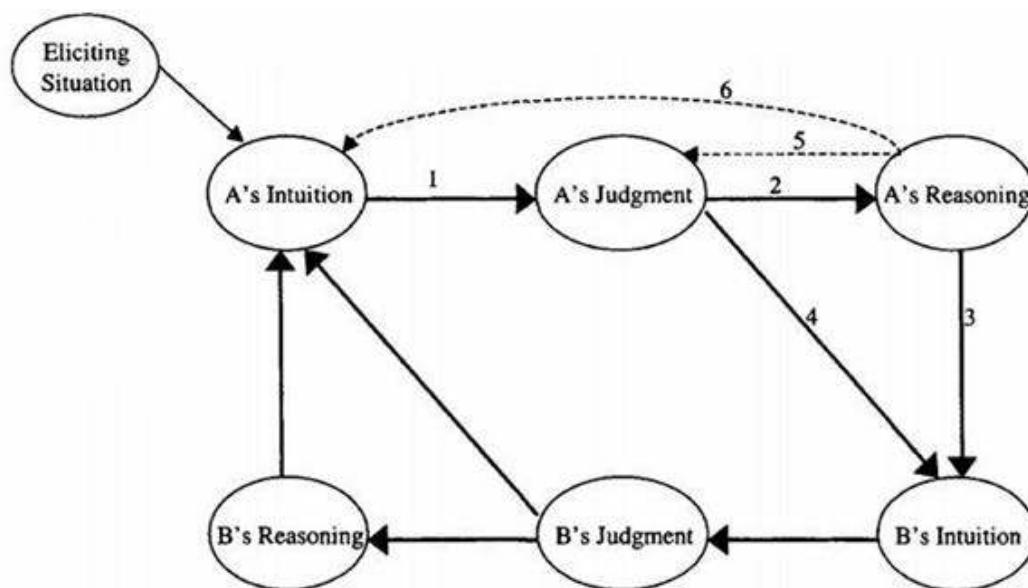 Eliciting
Situation
6
5
A's Intuition
1
A's Judgment
2
A's Reasoning
4
3
B's Reasoning
B's Judgment
B's Intuition